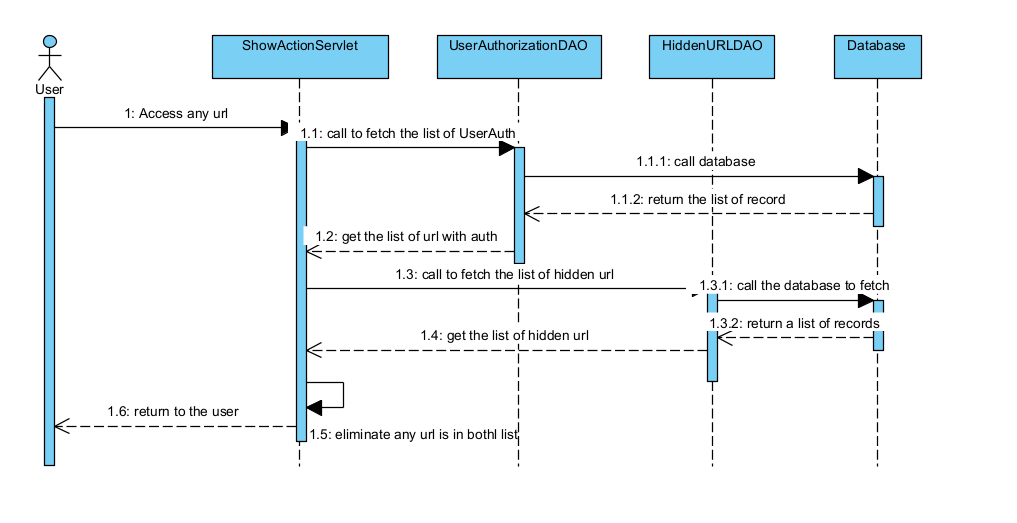 ShowActionServlet
UserAuthorizationDAO
HiddenURLDAO
Database
User
1: Access any url
1.1: call to fetch the list of UserAuth
1.1.1: call database
1.1.2: return the list of record
1.2: get the list of url with auth
1.3: call to fetch the list of hidden url
1.3.1: call the database to fetch
1.3.2: return a list of records
1.4: get the list of hidden url
1.6: return to the user
1.5: eliminate any url is in bothl list